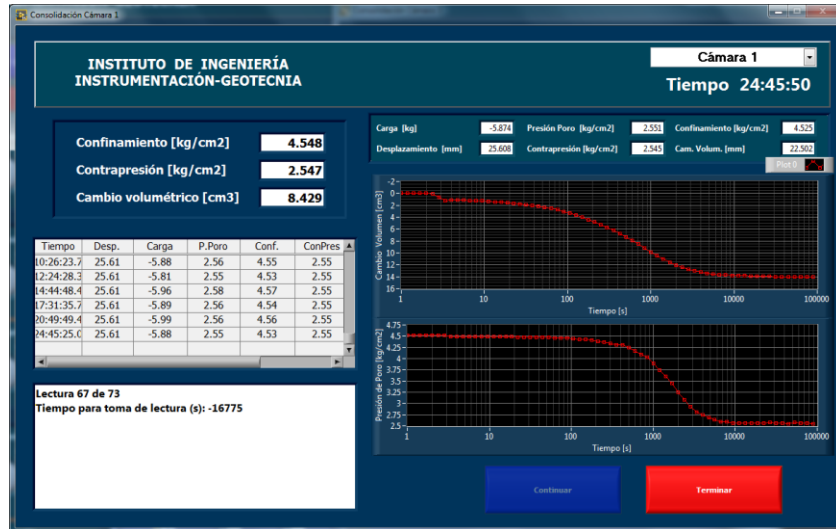 Consolidación Cámara 1
INSTITUTO DE INGENIERÍA
INSTRUMENTACIÓN-GEOTECNIA
Cámara 1
Tiempo 24:45:50
Confinamiento [kg/cm2] 4.548
Contrapresión [kg/cm2] 2.547
Cambio volumétrico [cm3] 8.429
Carga [kg] -5.874 Presión Poro [kg/cm2] 2.551 Confinamiento [kg/cm2] 4.525
Desplazamiento [mm] 25.608 Contrapresión [kg/cm2] 2.545 Cam. Volum. [mm] 22.502
Plot 0
Tiempo Desp. Carga P.Poro Conf. ConPres
10:26:23.7 25.61 -5.88 2.56 4.55 2.55
12:24:28.3 25.61 -5.81 2.55 4.53 2.55
14:44:48.4 25.61 -5.96 2.58 4.57 2.55
17:31:35.7 25.61 -5.89 2.56 4.54 2.55
20:49:49.4 25.61 -5.99 2.56 4.56 2.55
24:45:25.0 25.61 -5.88 2.55 4.53 2.55
Lectura 67 de 73
Tiempo para toma de lectura (s): -16775
Cambio Volumen [cm3]
-2
0
2
4
6
8
10
12
14
16
1 10 100 1000 10000 100000
Tiempo [s]
Presión de Poro [kg/cm2]
4.75
4.5
4.25
4
3.75
3.5
3.25
3
2.75
2.5
1 10 100 1000 10000 100000
Tiempo [s]
Continuar
Terminar